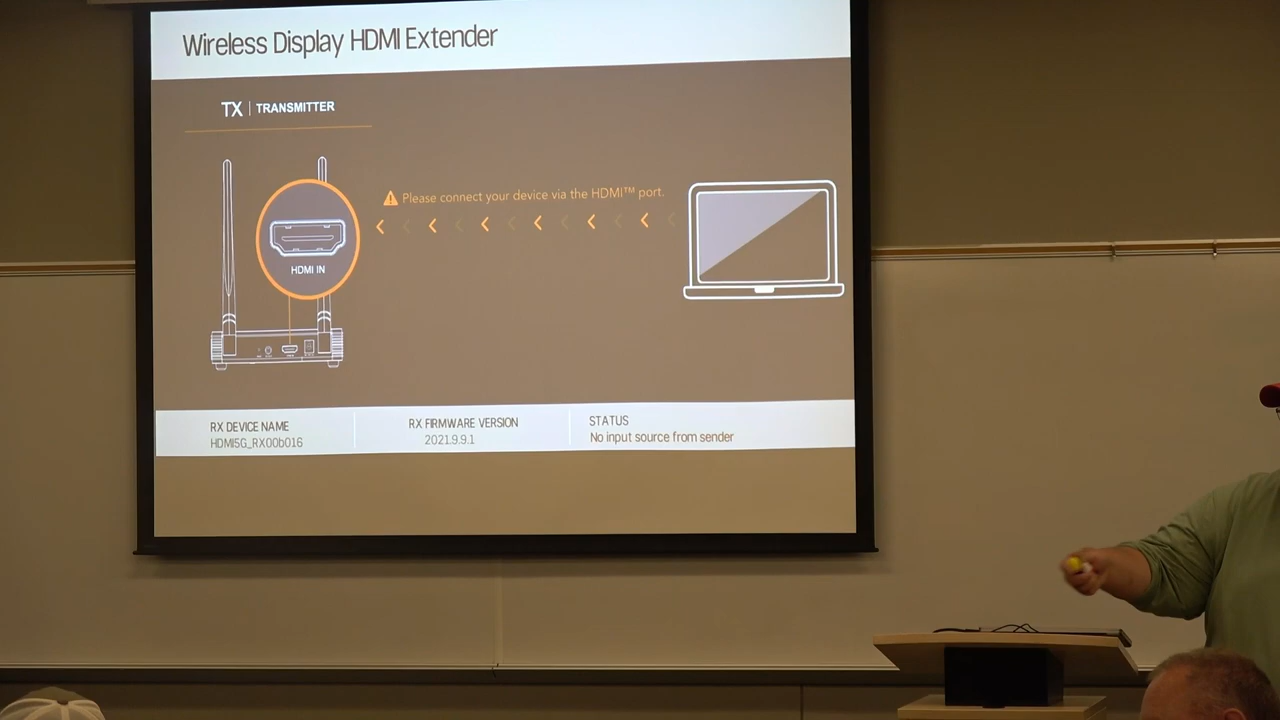 Wireless Display HDMI Extender
TX | TRANSMITTER
Please connect your device via the HDMI™ port.
HDMI IN
RX DEVICE NAME
HDMI5G_RX00b016
RX FIRMWARE VERSION
2021.9.9.1
STATUS
No input source from sender